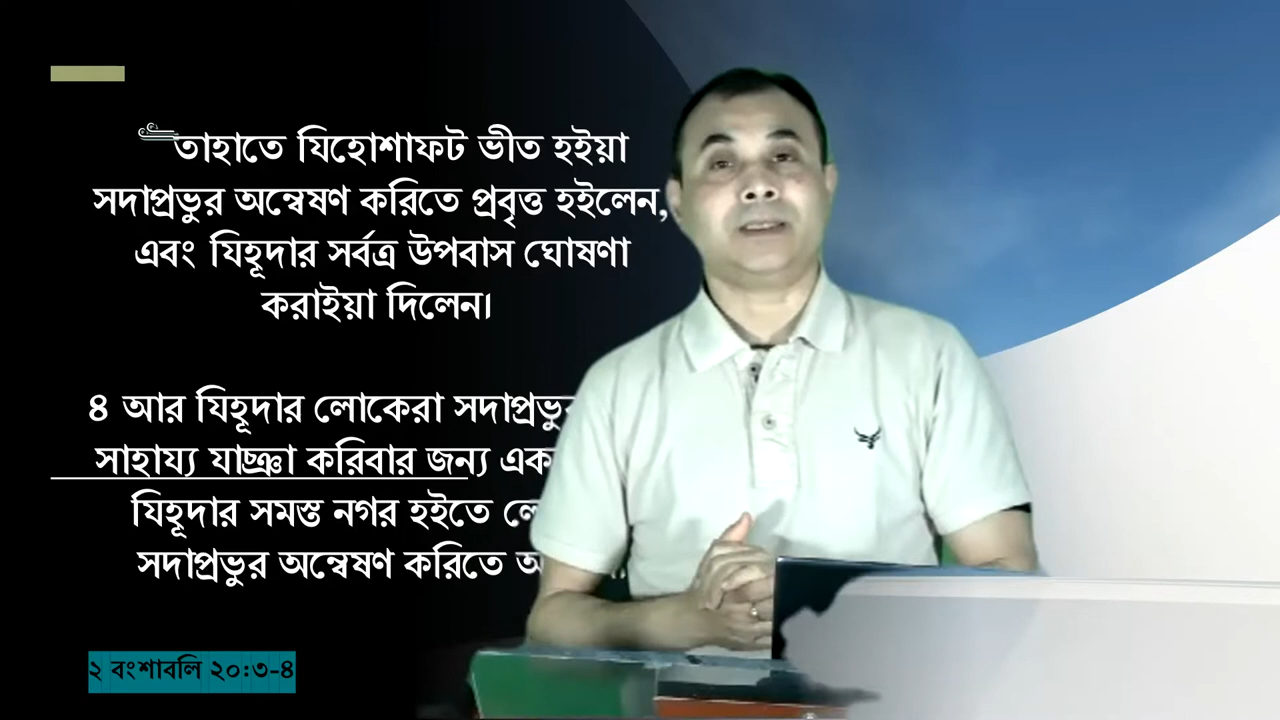 তাহাতে যিহোশাফট ভীত হইয়া
সদাপ্রভুর অন্বেষণ করিতে প্রবৃত্ত হইলেন,
এবং যিহূদার সর্বত্র উপবাস ঘোষণা
করাইয়া দিলেন।
৪ আর যিহূদার লোকেরা সদাপ্রভুর
সাহায্য যাচ্ঞা করিবার জন্য
যিহূদার সমস্ত নগর হইতে
সদাপ্রভুর অন্বেষণ করিতে
২ বংশাবলি ২০:৩-৪